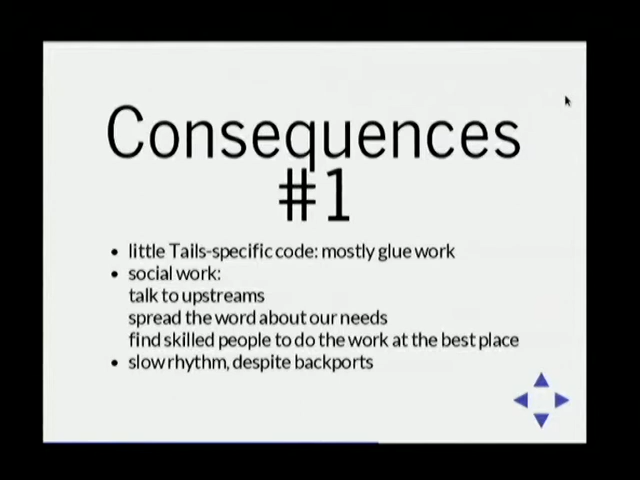 Consequences
#1
• little Tails-specific code: mostly glue work
• social work:
talk to upstreams
spread the word about our needs
find skilled people to do the work at the best place
• slow rhythm, despite backports